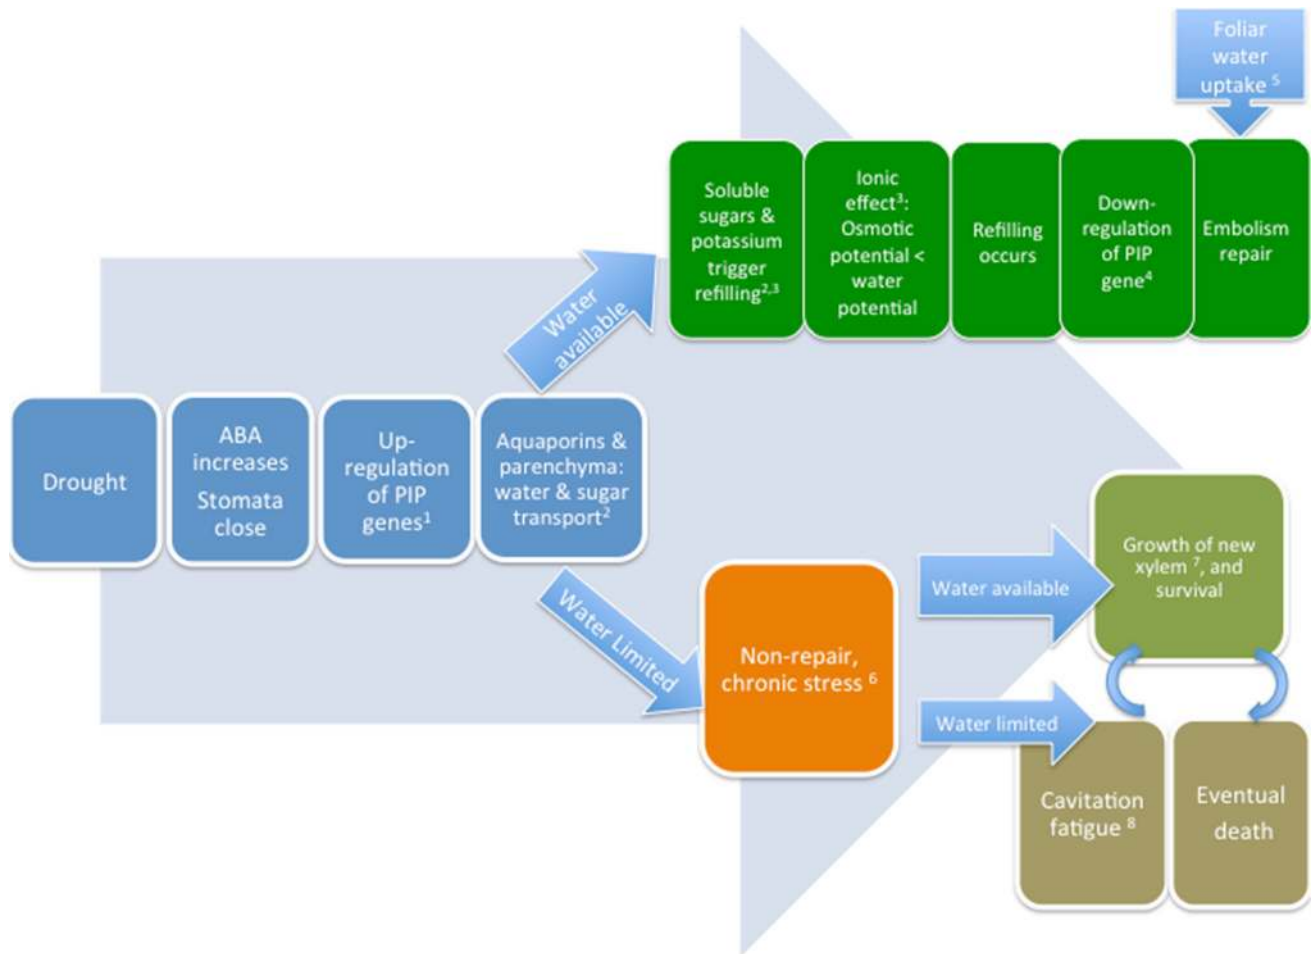 Foliar
water
uptake ⁵
Soluble
sugars &
potassium
trigger
refilling²,³
Ionic
effect³:
Osmotic
potential <
water
potential
Refilling
occurs
Down-
regulation
of PIP
gene⁴
Embolism
repair
Water
available
Drought
ABA
increases
Stomata
close
Up-
regulation
of PIP
genes¹
Aquaporins &
parenchyma:
water & sugar
transport²
Water Limited
Non-repair,
chronic stress ⁶
Water available
Growth of new
xylem ⁷, and
survival
Water limited
Cavitation
fatigue ⁸
Eventual
death